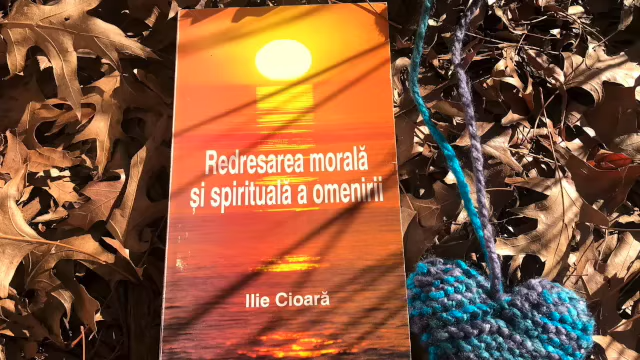 Redresarea morală
și spirituală a omenirii
Ilie Cioară